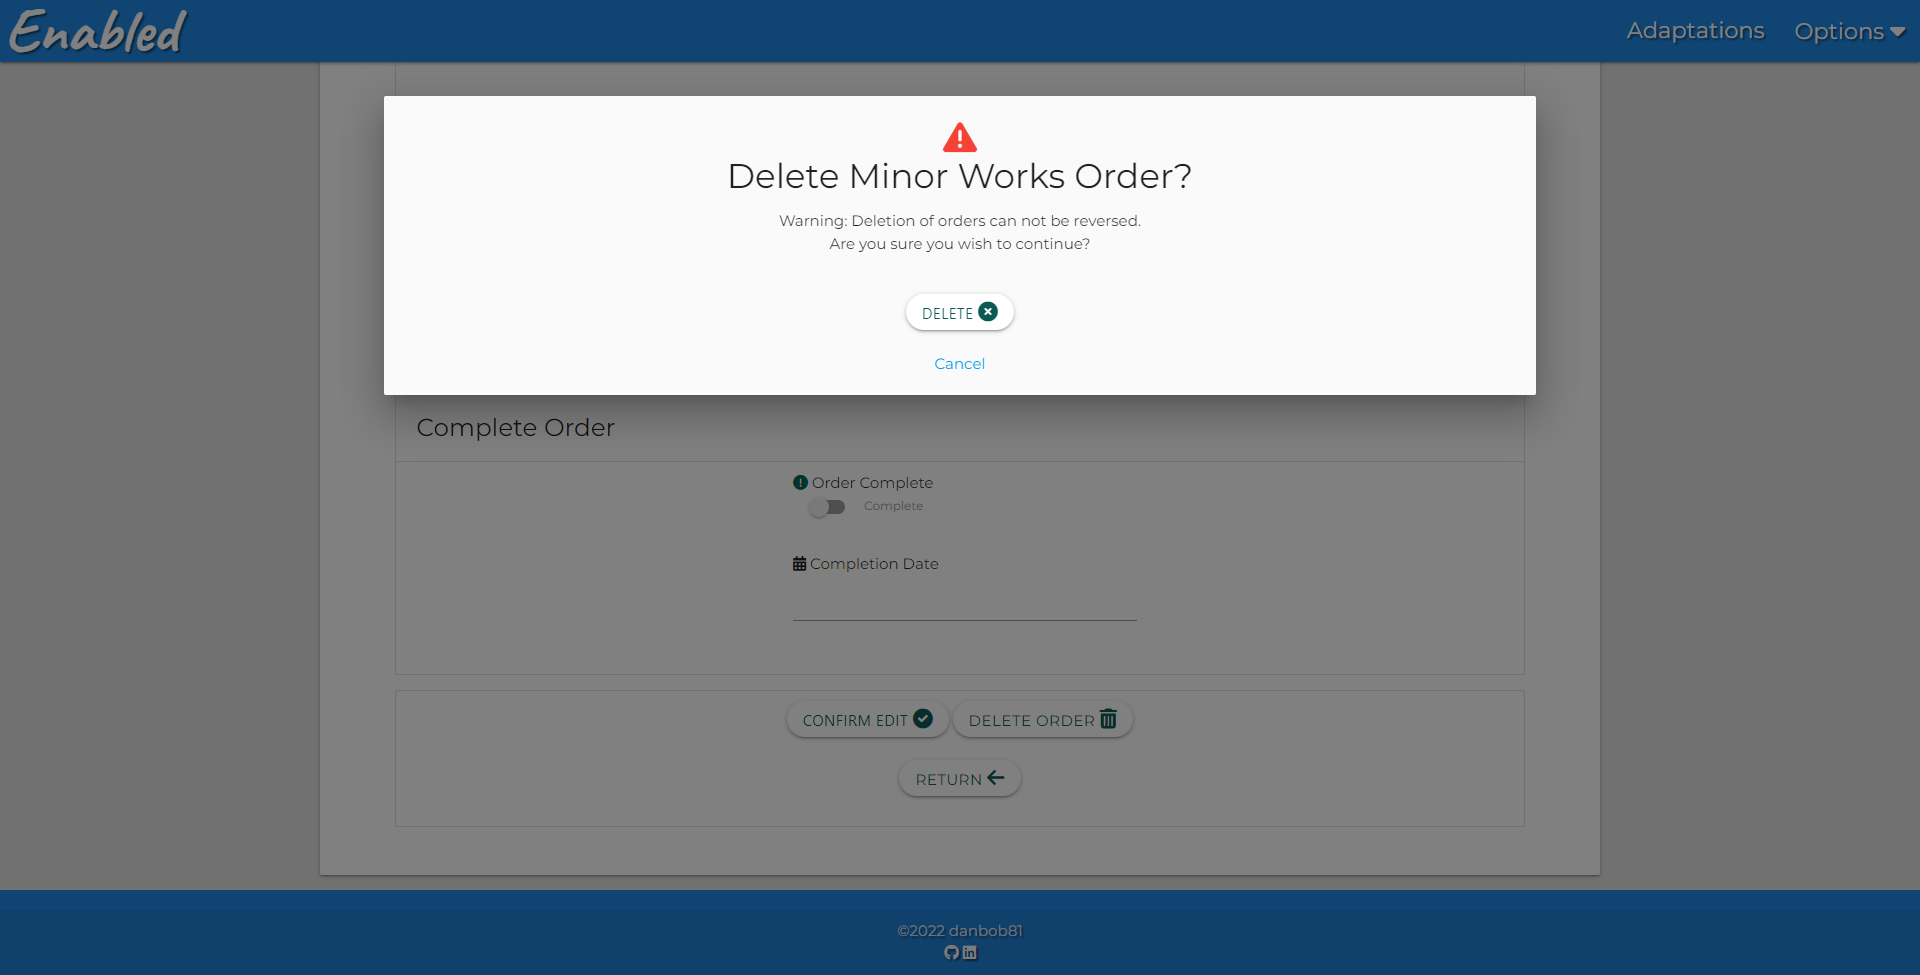 Enabled
Adaptations
Options
Delete Minor Works Order?
Warning: Deletion of orders can not be reversed.
Are you sure you wish to continue?
DELETE
Cancel
Complete Order
Order Complete
Complete
Completion Date
CONFIRM EDIT
DELETE ORDER
RETURN
©2022 danbob81